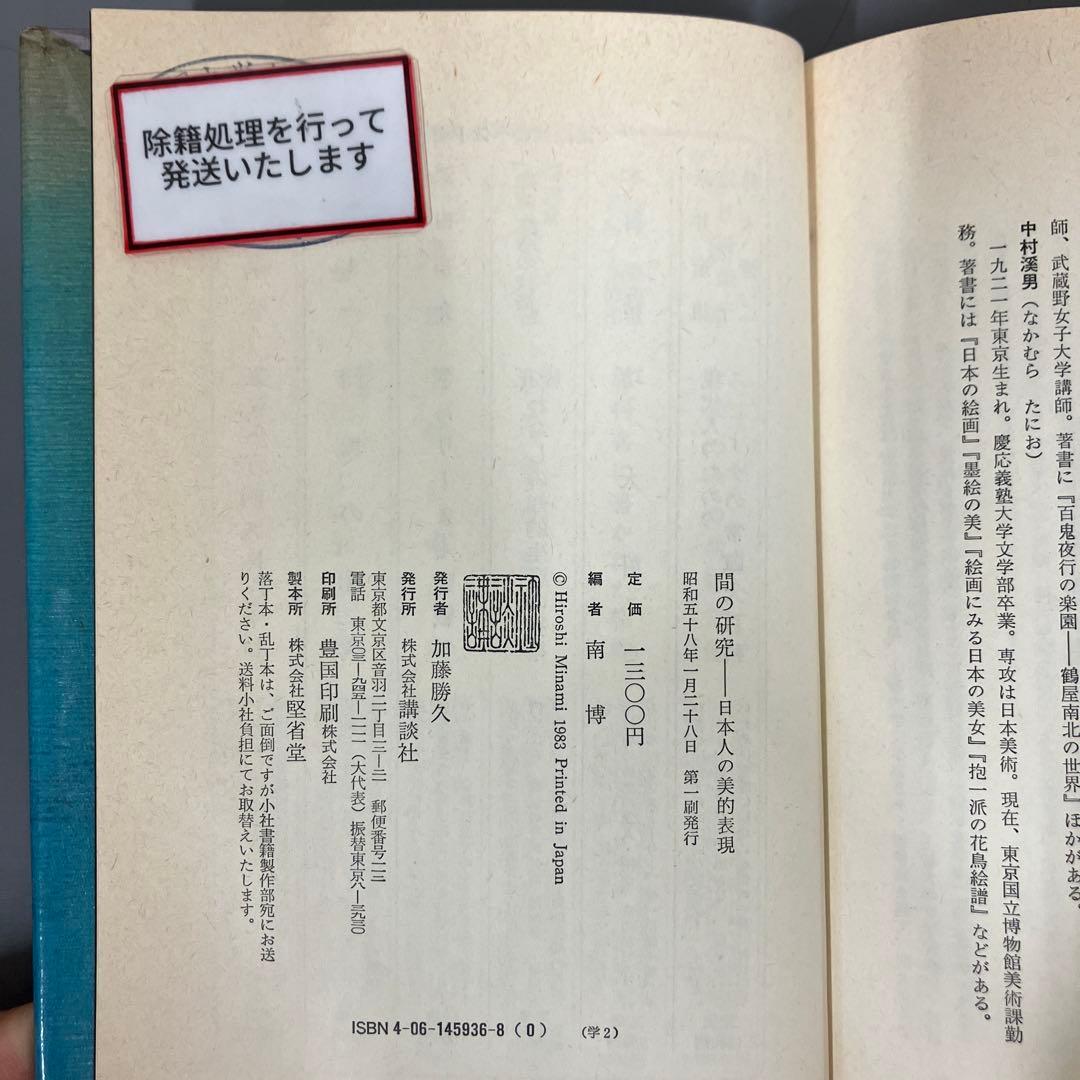 師、武蔵野女子大学講師。著書に『百鬼夜行の楽園――鶴屋南北の世界』ほかがある。
中村溪男（なかむら　たにお）
一九二一年東京生まれ。慶応義塾大学文学部卒業。専攻は日本美術。現在、東京国立博物館美術課勤
務。著書には『日本の絵画』『墨絵の美』『絵画にみる日本の美女』『抱一派の花鳥絵譜』などがある。
除籍処理を行って
発送いたします
間の研究――日本人の美的表現
昭和五十八年一月二十八日　第一刷発行
定価　一三〇〇円
編者　南　博
©Hiroshi Minami 1983 Printed in Japan
発行者　加藤勝久
発行所　株式会社講談社
東京都文京区音羽二丁目一二―二一　郵便番号一一二
電話　東京〇三―九四五―一一一一（大代表）振替東京八―三九三〇
印刷所　豊国印刷株式会社
製本所　株式会社堅省堂
落丁本・乱丁本は、ご面倒ですが小社書籍製作部宛にお送
りください。送料小社負担にてお取替えいたします。
ISBN 4-06-145936-8 (0)　(学2)